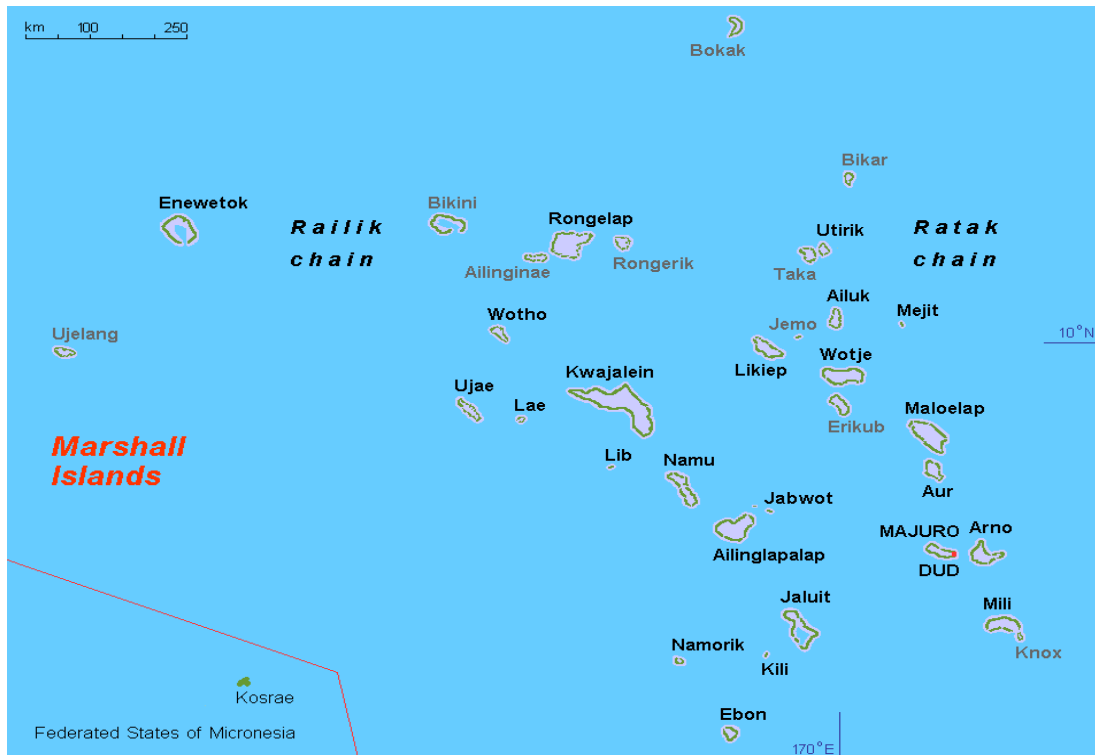 km 100 250
Bokak
Bikar
Enewetok
Bikini
Rongelap
Utirik
Railik
chain
Ratak
chain
Ailinginae
Rongerik
Taka
Ailuk
Mejit
Wotho
Jemo
Ujelang
10°N
Likiep
Wotje
Kwajalein
Ujae
Lae
Erikub
Maloelap
Marshall
Islands
Lib
Namu
Aur
Jabwot
MAJURO
Arno
Ailinglapalap
DUD
Jaluit
Mili
Namorik
Kili
Knox
Kosrae
Ebon
Federated States of Micronesia
170°E